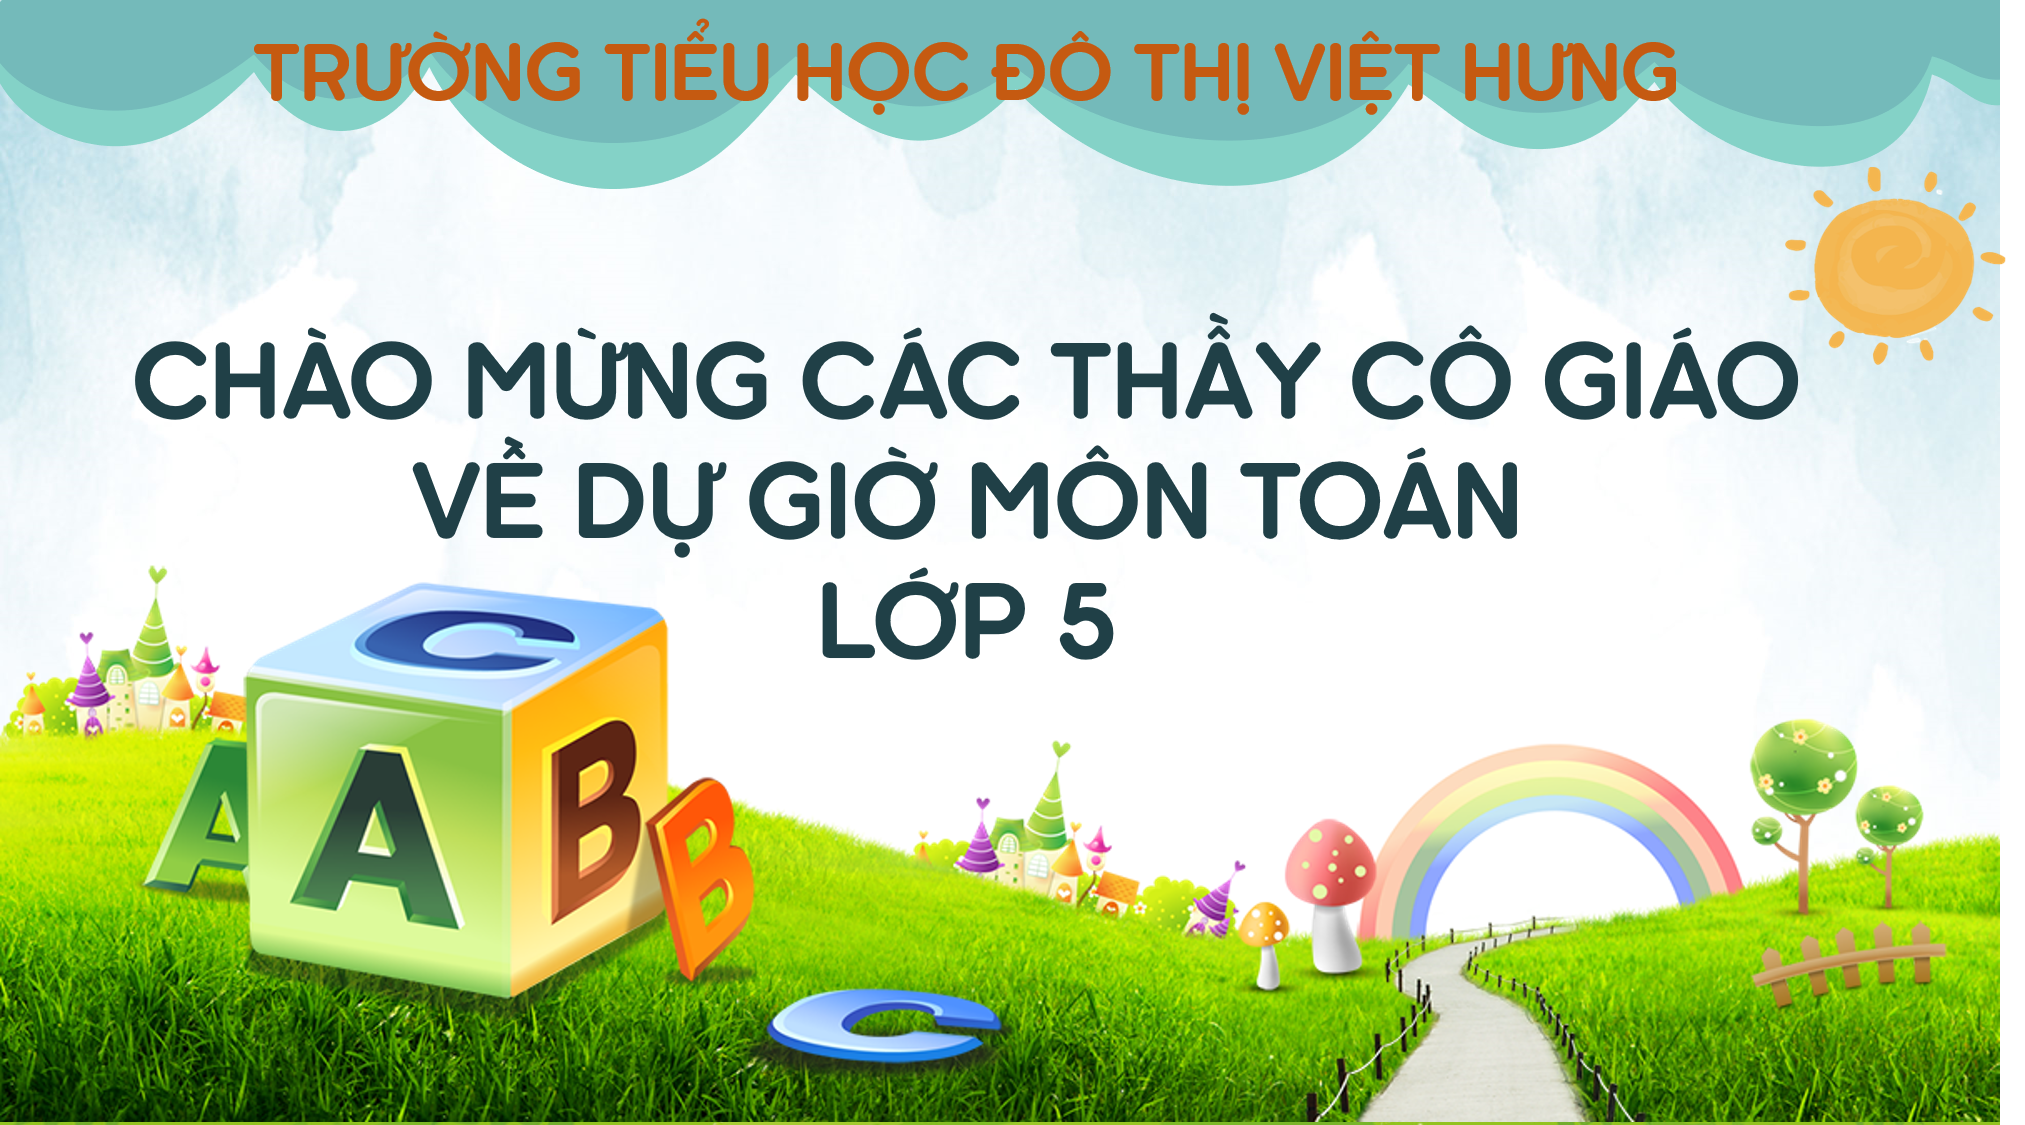 TRƯỜNG TIỂU HỌC ĐÔ THỊ VIỆT HƯNG
CHÀO MỪNG CÁC THẦY CÔ GIÁO
VỀ DỰ GIỜ MÔN TOÁN
LỚP 5
C
A A B B
C